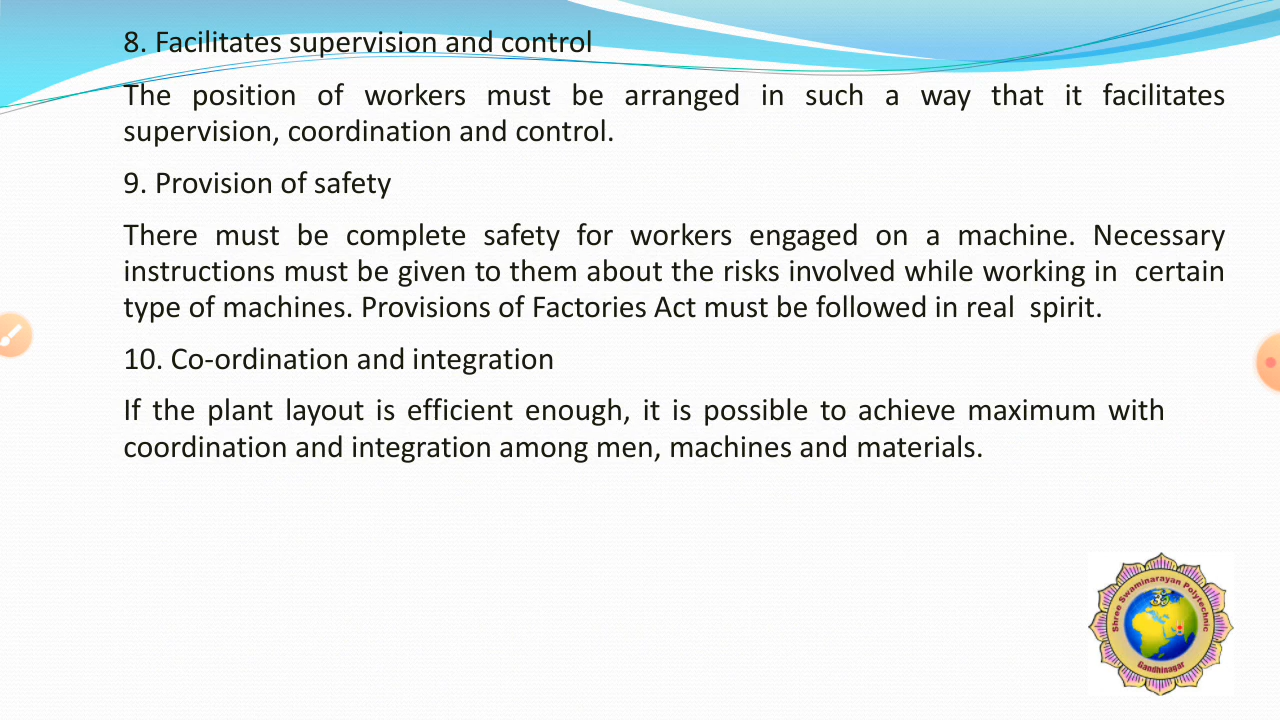 8. Facilitates supervision and control
The position of workers must be arranged in such a way that it facilitates
supervision, coordination and control.
9. Provision of safety
There must be complete safety for workers engaged on a machine. Necessary
instructions must be given to them about the risks involved while working in certain
type of machines. Provisions of Factories Act must be followed in real spirit.
10. Co-ordination and integration
If the plant layout is efficient enough, it is possible to achieve maximum with
coordination and integration among men, machines and materials.
Shree Swaminarayan Polytechnic
Gandhinagar